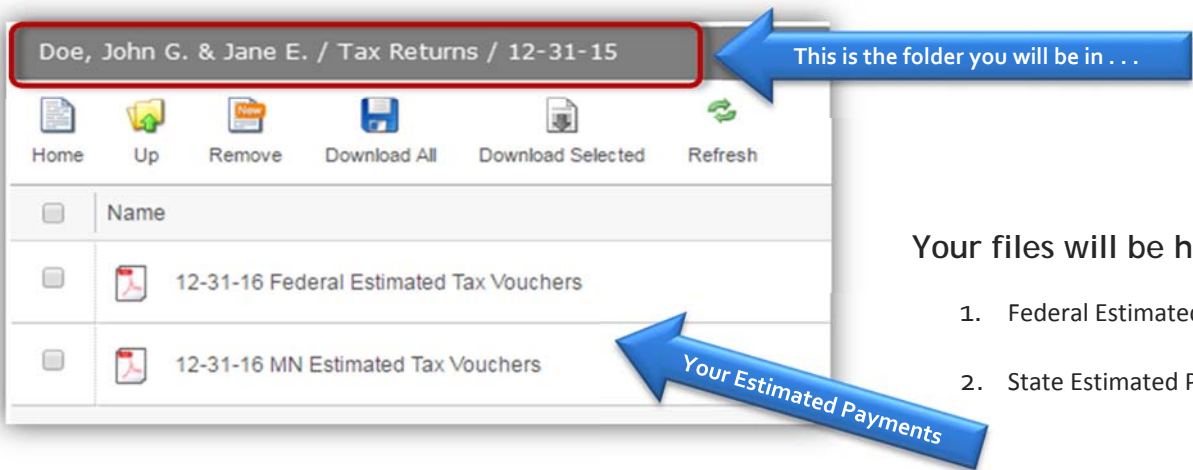 Doe, John G. & Jane E. / Tax Returns / 12-31-15
This is the folder you will be in . . .
Home Up New Remove Download All Download Selected Refresh
Name
12-31-16 Federal Estimated Tax Vouchers
12-31-16 MN Estimated Tax Vouchers
Your Estimated Payments
Your files will be
1. Federal
2. State Estimated